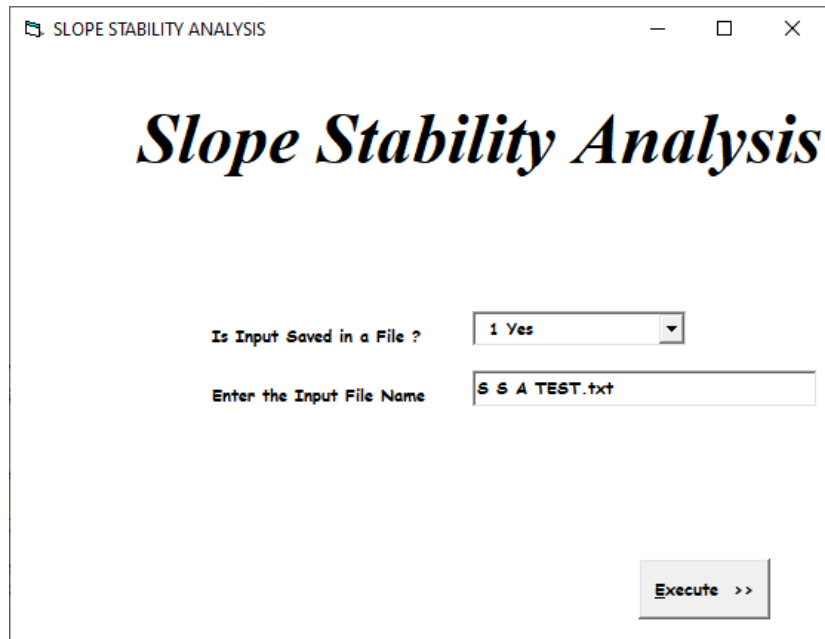 SLOPE STABILITY ANALYSIS
Slope Stability Analysis
Is Input Saved in a File ? 1 Yes
Enter the Input File Name S S A TEST.txt
Execute >>